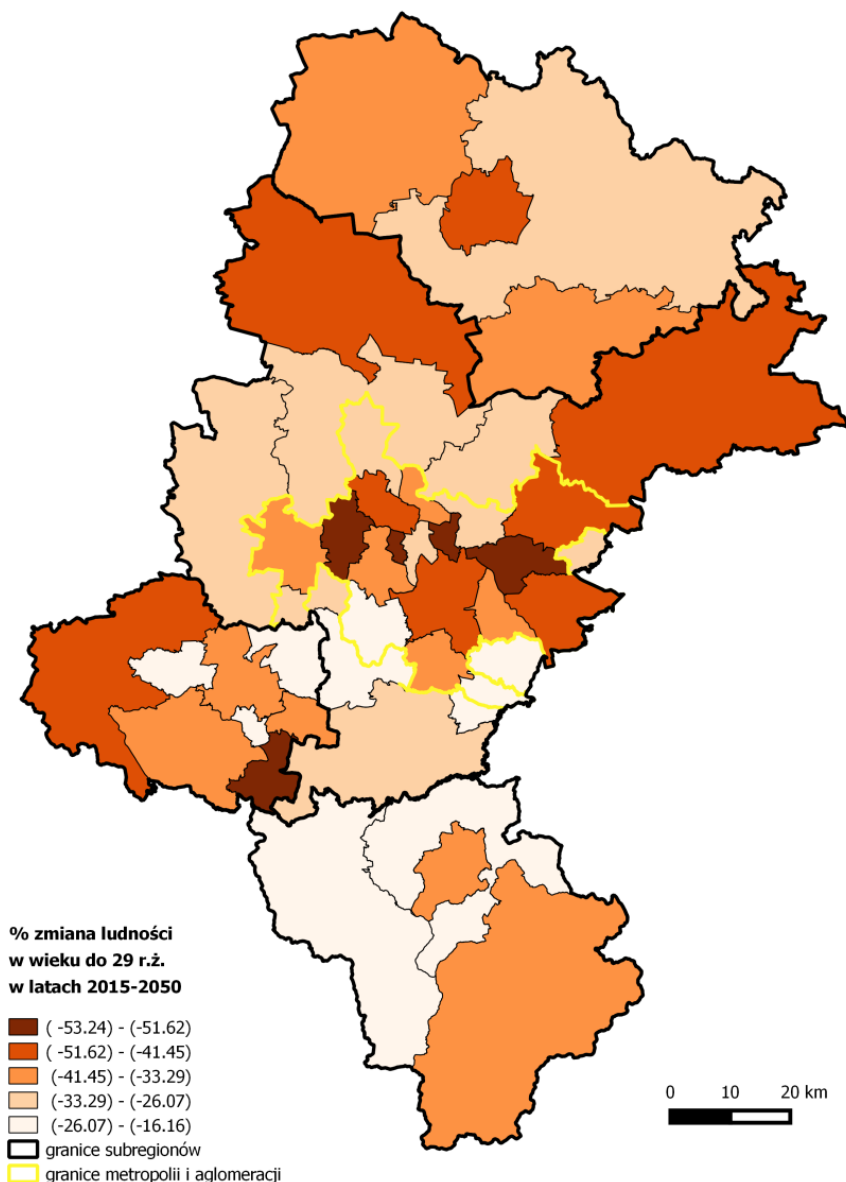 % zmiana ludności
w wieku do 29 r.ż.
w latach 2015-2050
( -53.24) - (-51.62)
( -51.62) - (-41.45)
(-41.45) - (-33.29)
(-33.29) - (-26.07)
(-26.07) - (-16.16)
granice subregionów
granice metropolii i aglomeracji
0 10 20 km